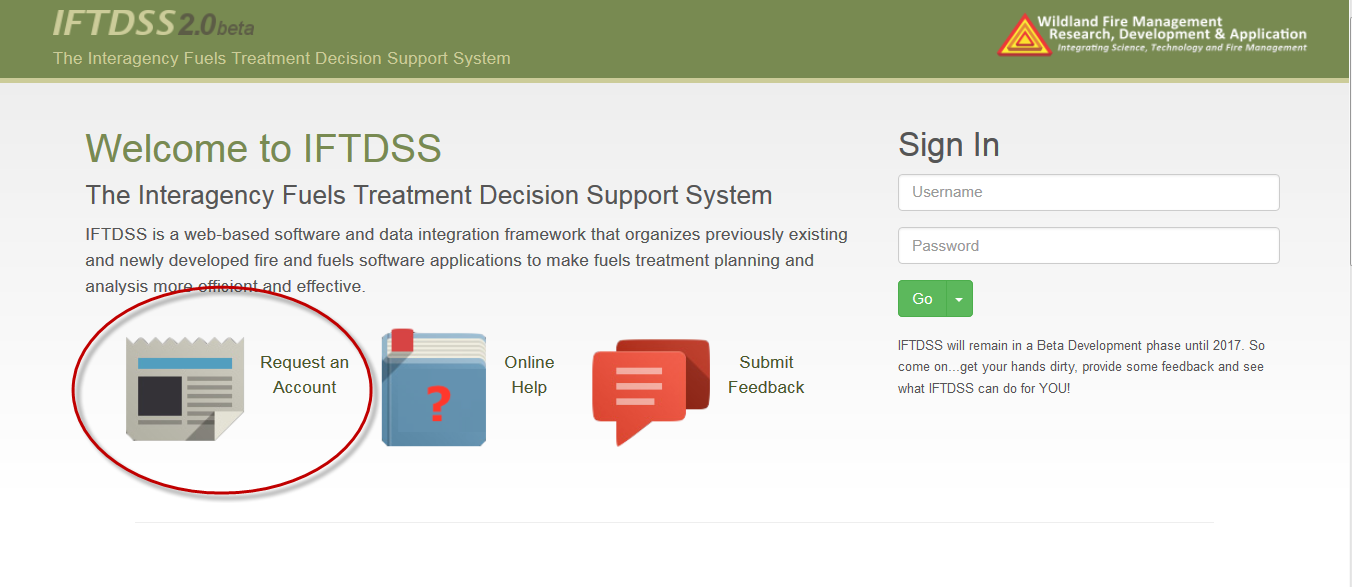 IFTDSS 2.0 beta
The Interagency Fuels Treatment Decision Support System
Wildland Fire Management
Research, Development & Application
Integrating Science, Technology and Fire Management
Welcome to IFTDSS
The Interagency Fuels Treatment Decision Support System
IFTDSS is a web-based software and data integration framework that organizes previously existing
and newly developed fire and fuels software applications to make fuels treatment planning and
analysis more efficient and effective.
Request an
Account
?
Online
Help
Submit
Feedback
Sign In
Username
Password
Go
IFTDSS will remain in a Beta Development phase until 2017. So
come on...get your hands dirty, provide some feedback and see
what IFTDSS can do for YOU!